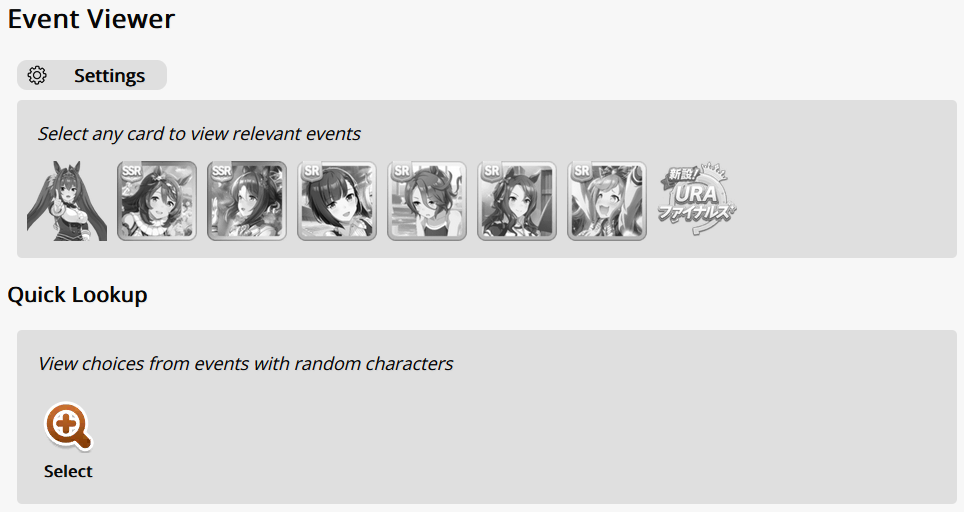 Event Viewer
Settings
Select any card to view relevant events
SSR
SSR
SR
SR
SR
SR
新設!
URA
ファイナルズ
Quick Lookup
View choices from events with random characters
Select